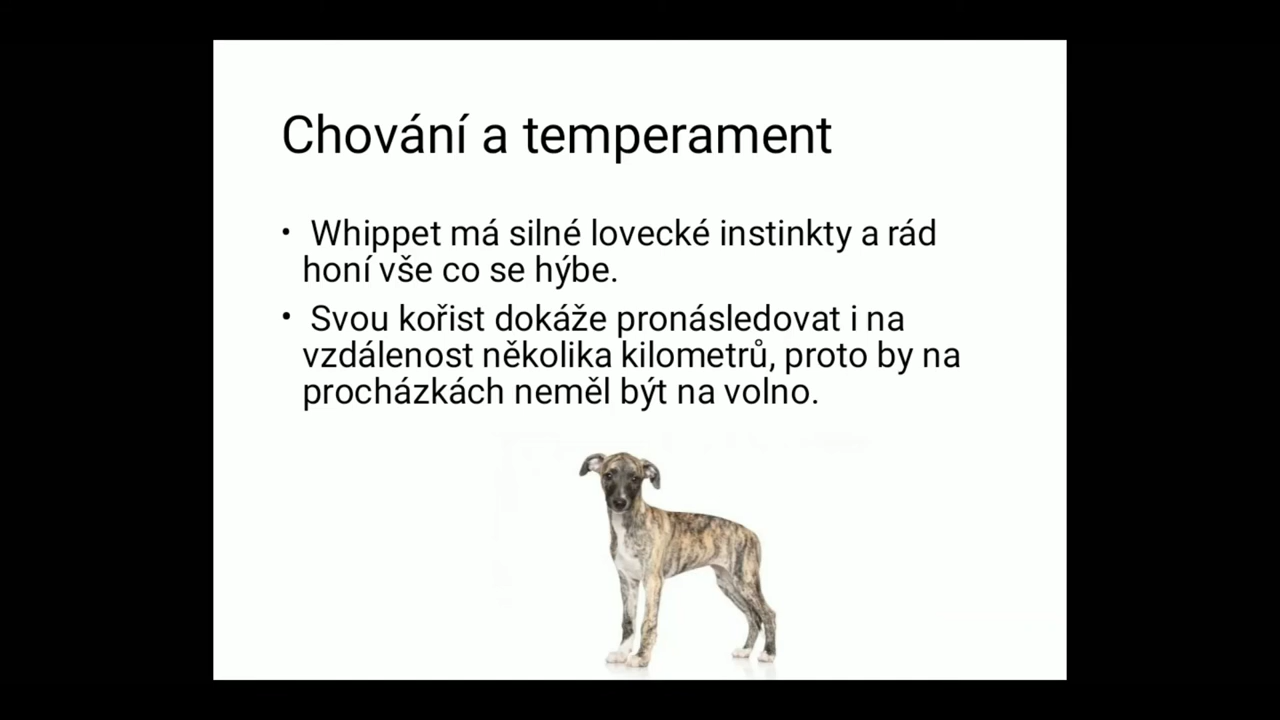 Chování a temperament
• Whippet má silné lovecké instinkty a rád
honí vše co se hýbe.
• Svou kořist dokáže pronásledovat i na
vzdálenost několika kilometrů, proto by na
procházkách neměl být na volno.